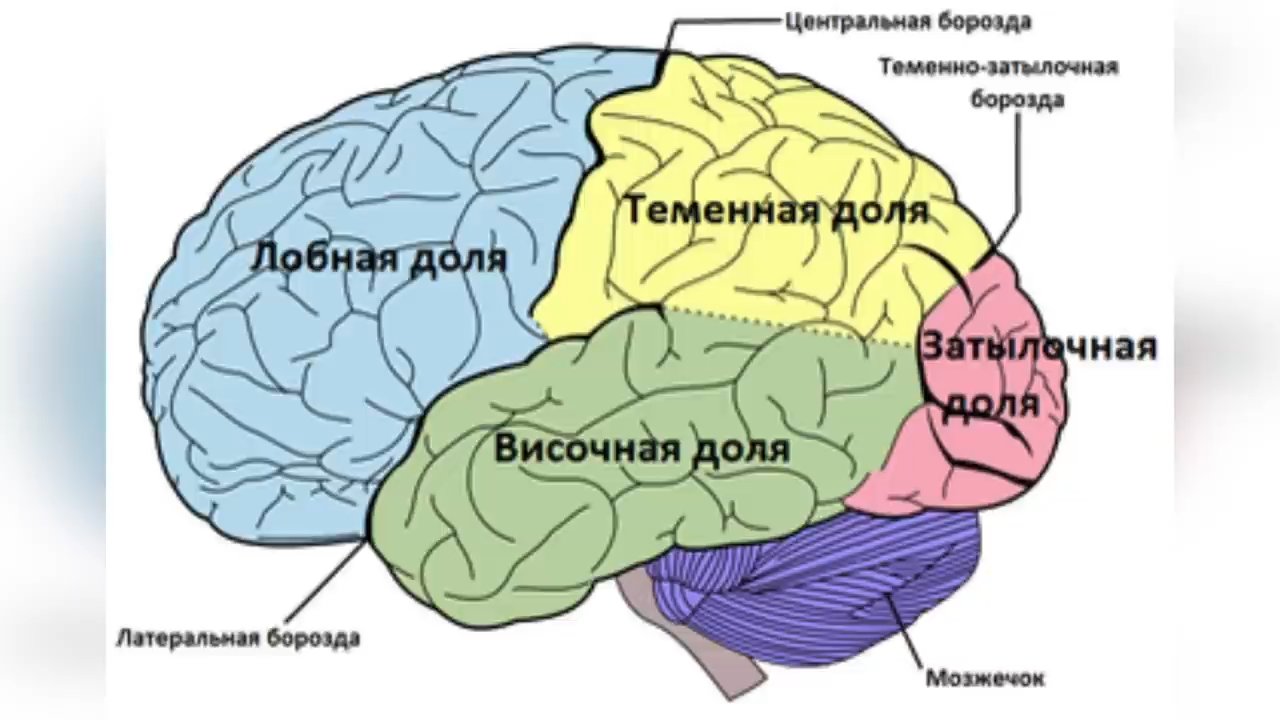 Центральная борозда
Теменно-затылочная
борозда
Теменная доля
Лобная доля
Затылочная
доля
Височная доля
Латеральная борозда
Мозжечок